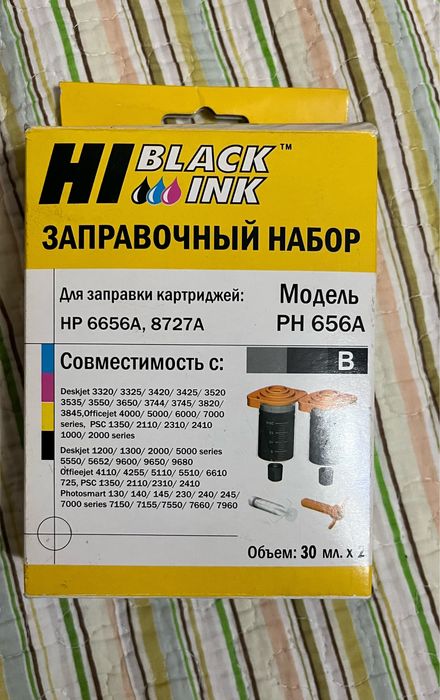 HI BLACK INK™
ЗАПРАВОЧНЫЙ НАБОР
Для заправки картриджей:
HP 6656A, 8727A
Модель
PH 656A
Совместимость с:
B
Deskjet 3320/ 3325/ 3420/ 3425/ 3520
3535/ 3550/ 3650/ 3744/ 3745/ 3820/
3845,Officejet 4000/ 5000/ 6000/ 7000
series, PSC 1350/ 2110/ 2310/ 2410
1000/ 2000 series
Deskjet 1200/ 1300/ 2000/ 5000 series
5550/ 5652/ 9600/ 9650/ 9680
Offieejet 4110/ 4255/ 5110/ 5510/ 6610
725, PSC 1350/ 2110/2310/ 2410
Photosmart 130/ 140/ 145/ 230/ 240/ 245/
7000 series 7150/ 7155/7550/ 7660/ 7960
Объем: 30 мл. x 2